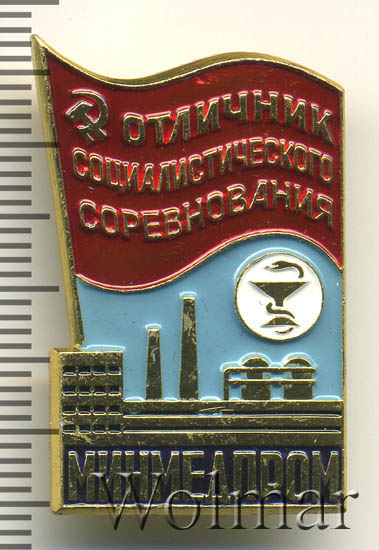 ОТЛИЧНИК
СОЦИАЛИСТИЧЕСКОГО
СОРЕВНОВАНИЯ
МИНМЕДПРОМ
Wolmar